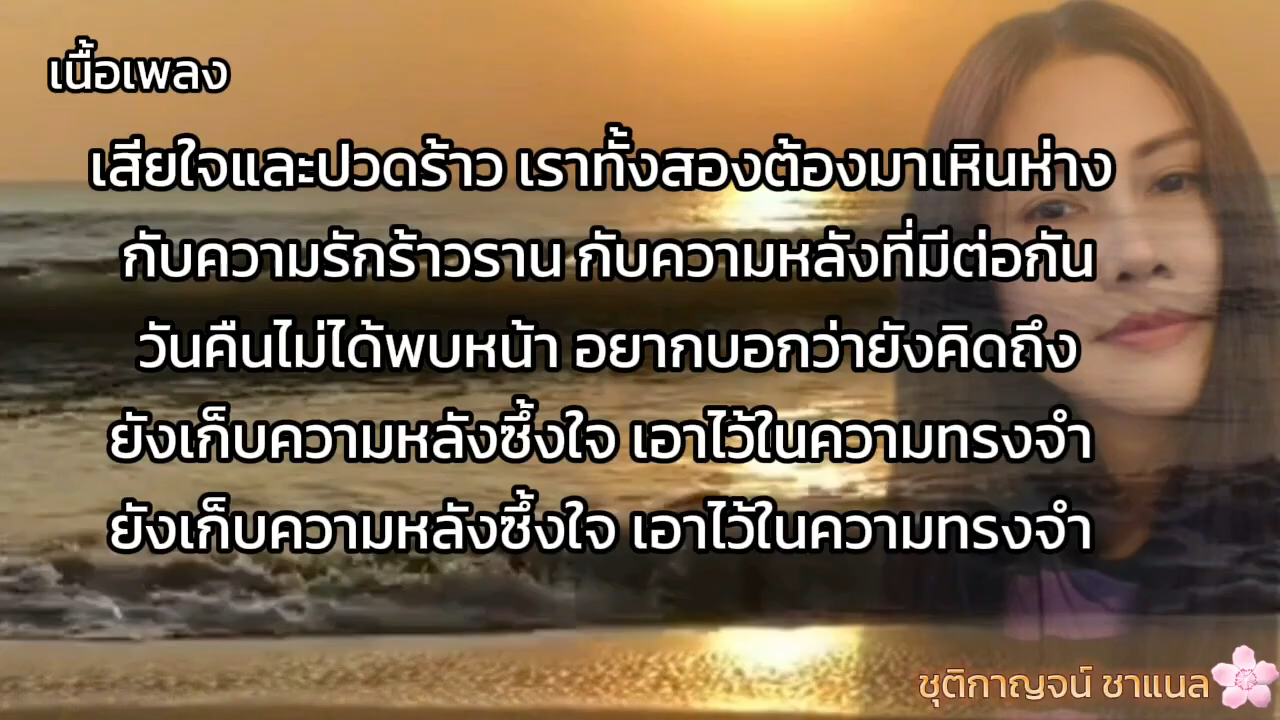 เนื้อเพลง
เสียใจและปวดร้าว เราทั้งสองต้องมาเหินห่าง
กับความรักร้าวราน กับความหลังที่มีต่อกัน
วันคืนไม่ได้พบหน้า อยากบอกว่ายังคิดถึง
ยังเก็บความหลังซึ้งใจ เอาไว้ในความทรงจำ
ยังเก็บความหลังซึ้งใจ เอาไว้ในความทรงจำ
ชุติกาญจน์ ชาแนล